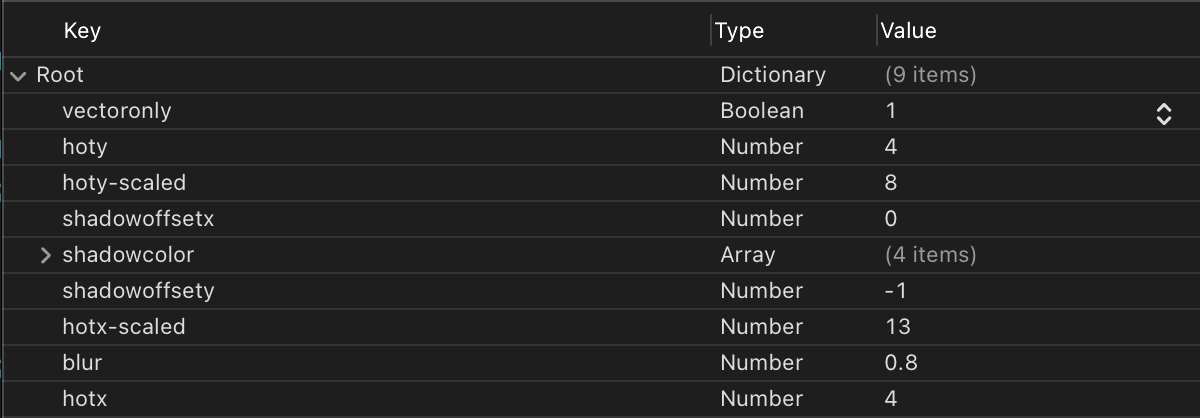 Key Type Value
Root Dictionary (9 items)
vectoronly Boolean 1
hoty Number 4
hoty-scaled Number 8
shadowoffsetx Number 0
shadowcolor Array (4 items)
shadowoffsety Number -1
hotx-scaled Number 13
blur Number 0.8
hotx Number 4